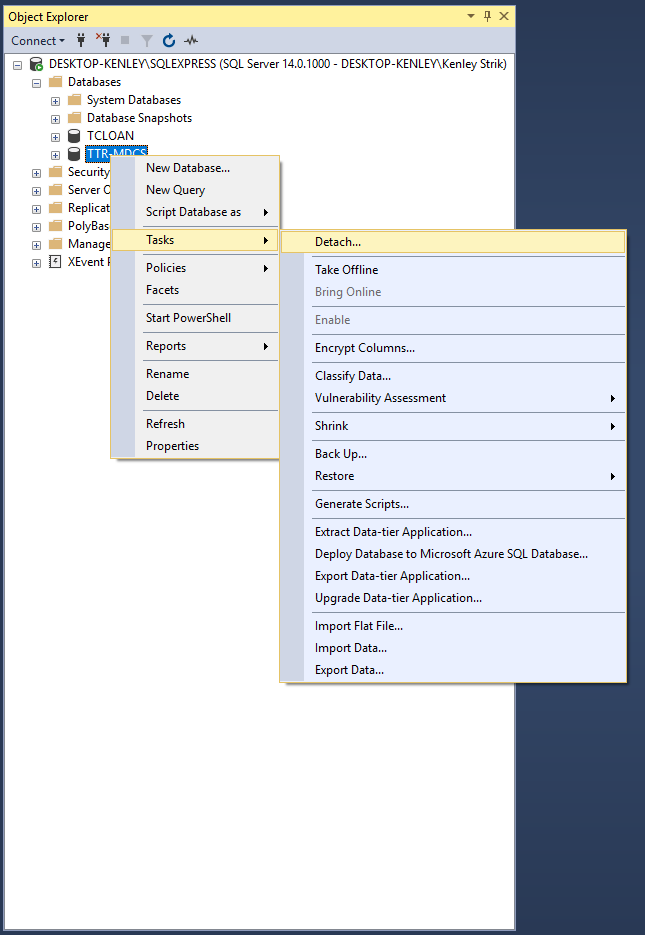 Object Explorer
Connect
DESKTOP-KENLEY\SQLEXPRESS (SQL Server 14.0.1000 - DESKTOP-KENLEY\Kenley Strik)
Databases
System Databases
Database Snapshots
TCLOAN
TTR-MDCS
Security
Server O
Replicat
PolyBas
Manage
XEvent P
New Database...
New Query
Script Database as
Tasks
Policies
Facets
Start PowerShell
Reports
Rename
Delete
Refresh
Properties
Detach...
Take Offline
Bring Online
Enable
Encrypt Columns...
Classify Data...
Vulnerability Assessment
Shrink
Back Up...
Restore
Generate Scripts...
Extract Data-tier Application...
Deploy Database to Microsoft Azure SQL Database...
Export Data-tier Application...
Upgrade Data-tier Application...
Import Flat File...
Import Data...
Export Data...